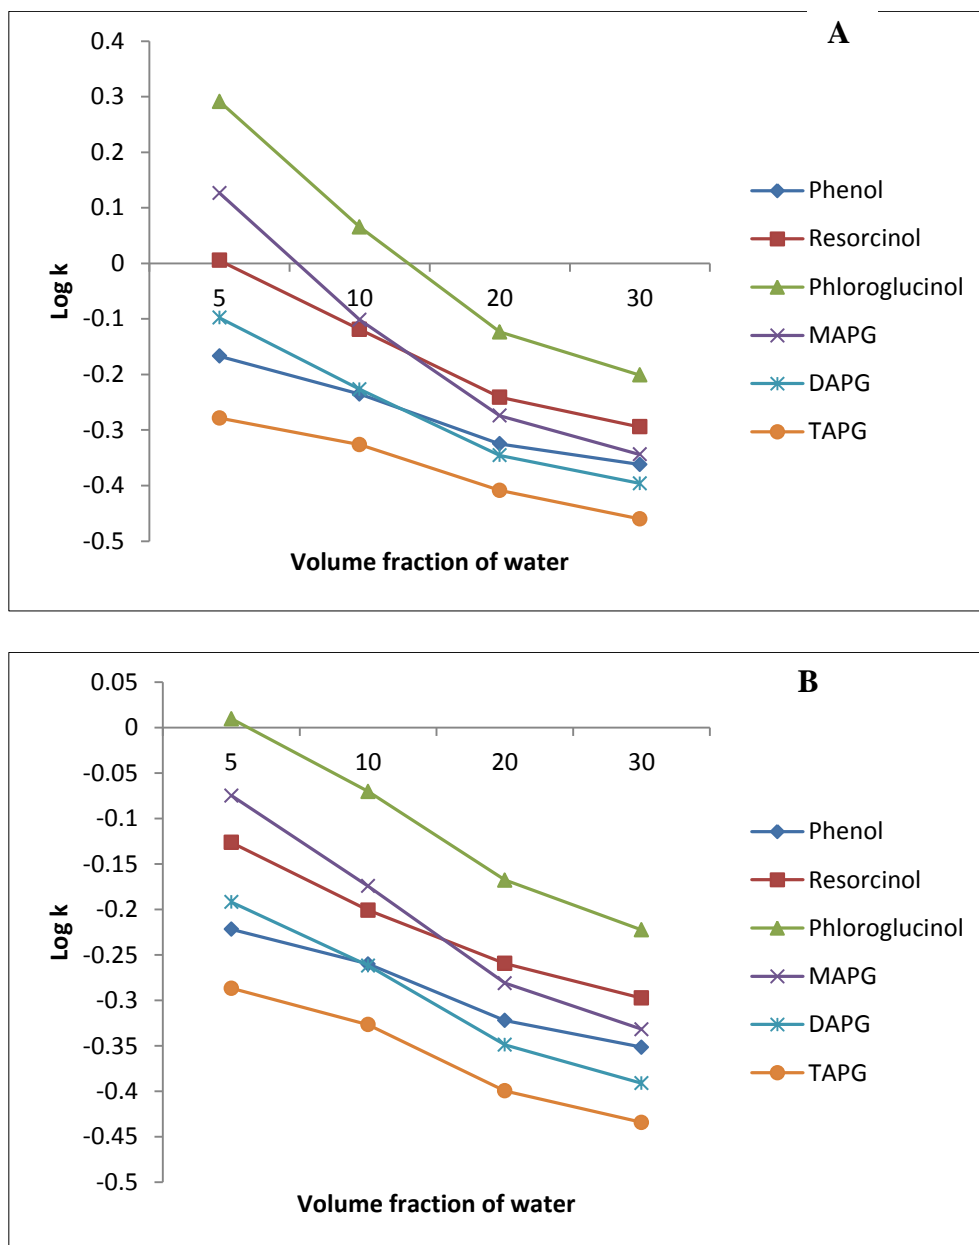 A
0.4
0.3
0.2
0.1
0
-0.1
-0.2
-0.3
-0.4
-0.5
Log k
5 10 20 30
Volume fraction of water
Phenol
Resorcinol
Phloroglucinol
MAPG
DAPG
TAPG
B
0.05
0
-0.05
-0.1
-0.15
-0.2
-0.25
-0.3
-0.35
-0.4
-0.45
-0.5
Log k
5 10 20 30
Volume fraction of water
Phenol
Resorcinol
Phloroglucinol
MAPG
DAPG
TAPG